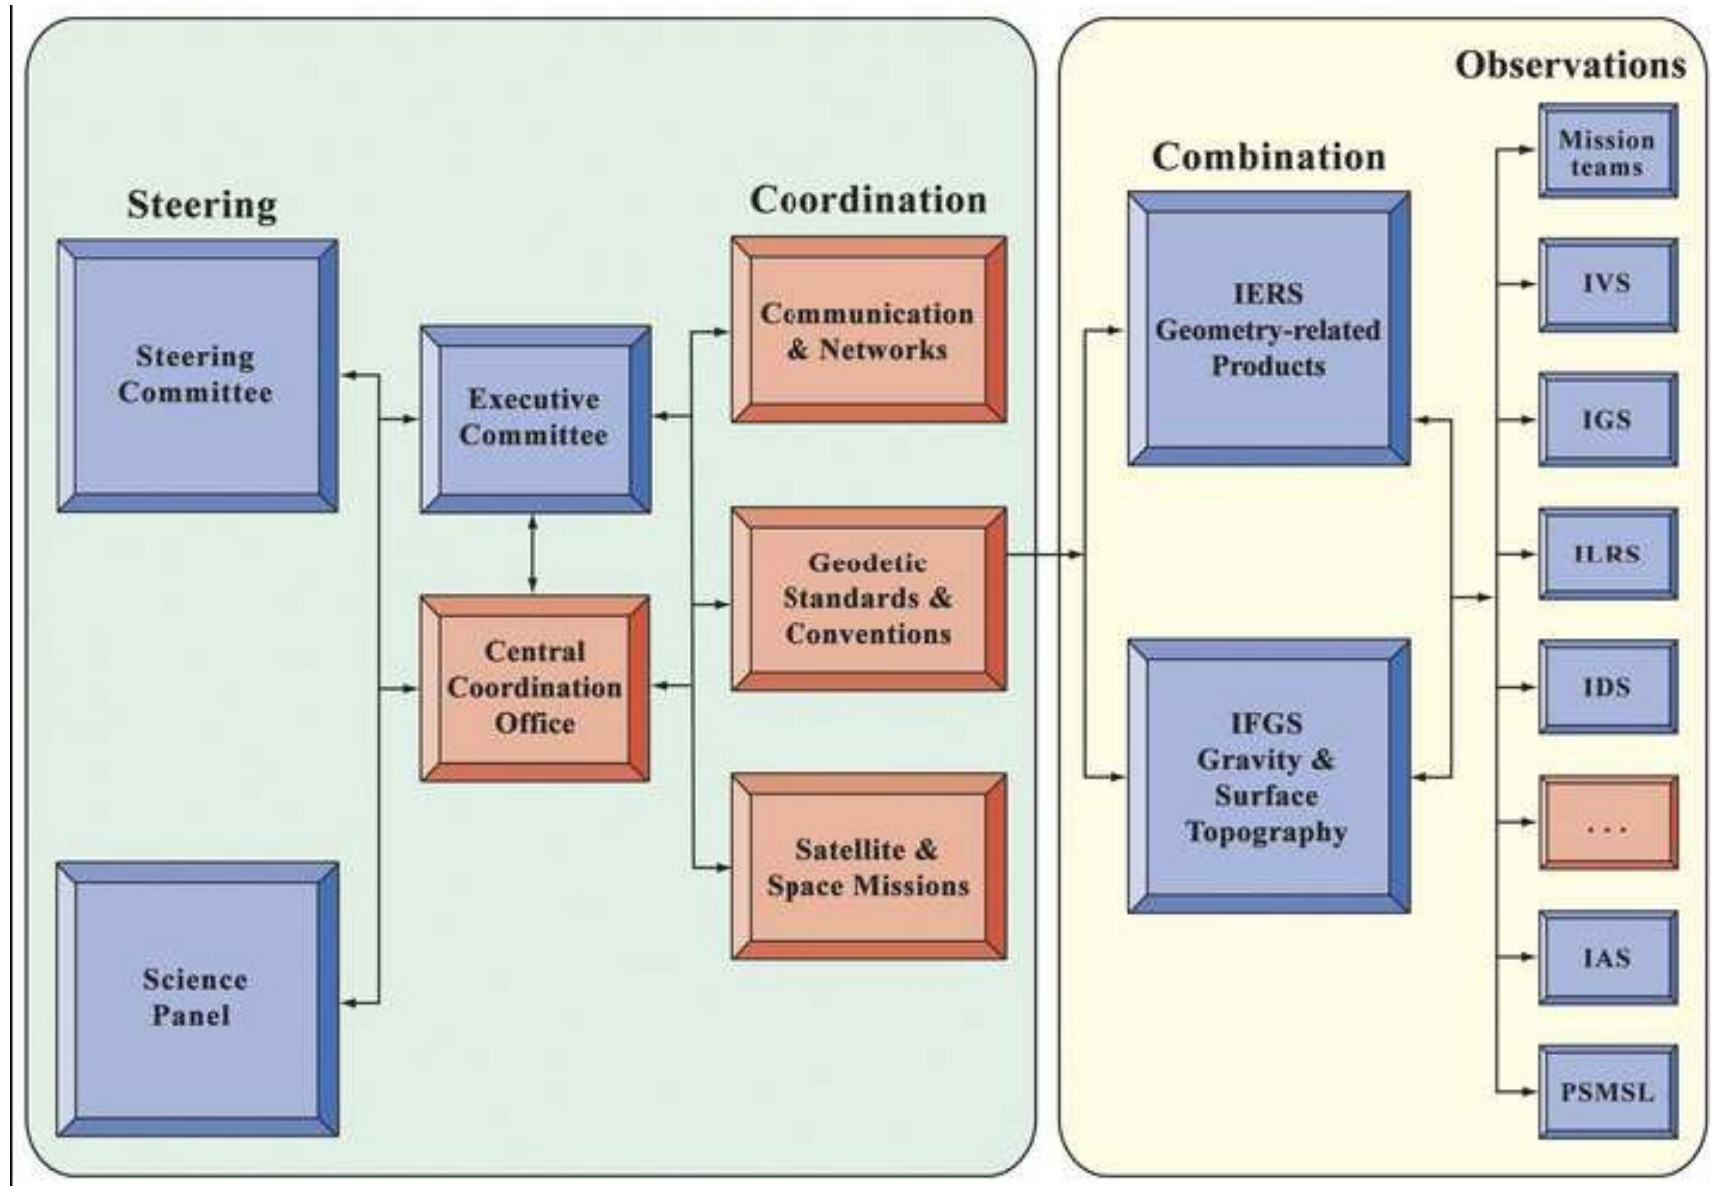 Steering
Steering
Committee
Science
Panel
Executive
Committee
Central
Coordination
Office
Coordination
Communication
& Networks
Geodetic
Standards &
Conventions
Satellite &
Space Missions
Combination
IERS
Geometry-related
Products
IFGS
Gravity &
Surface
Topography
Observations
Mission
teams
IVS
IGS
ILRS
IDS
. . .
IAS
PSMSL